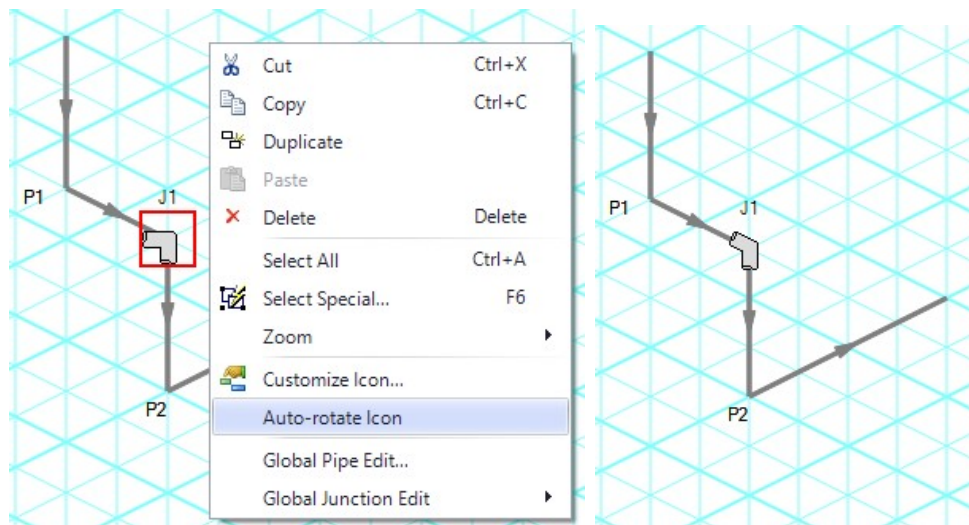 P1
J1
P2
Cut Ctrl+X
Copy Ctrl+C
Duplicate
Paste
Delete Delete
Select All Ctrl+A
Select Special... F6
Zoom
Customize Icon...
Auto-rotate Icon
Global Pipe Edit...
Global Junction Edit
P1
J1
P2